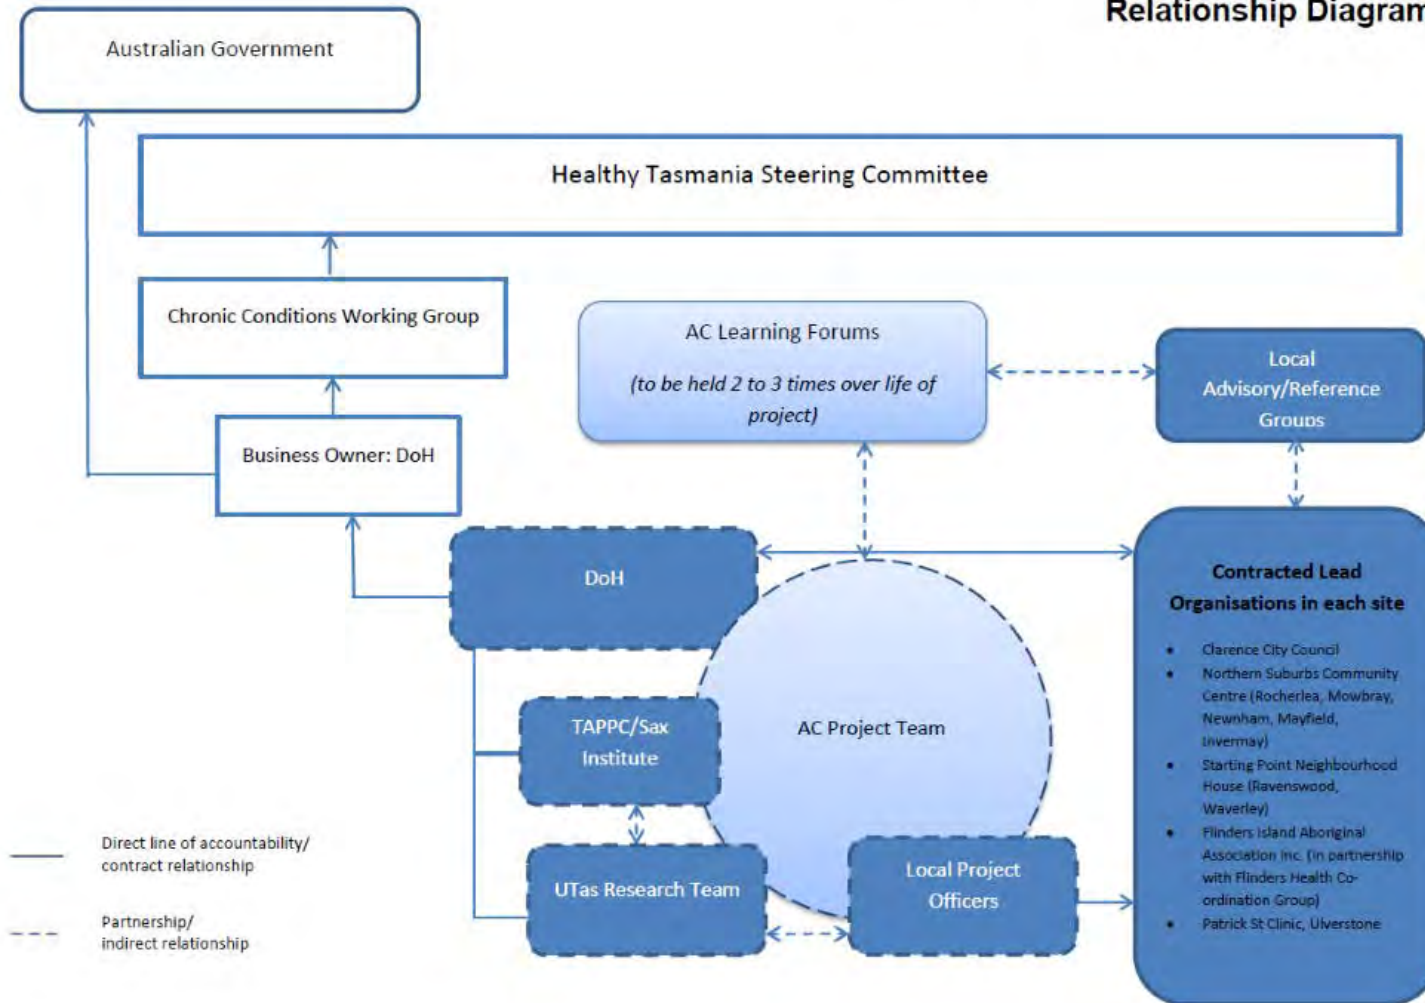 Relationship Diagram
Australian Government
Healthy Tasmania Steering Committee
Chronic Conditions Working Group
AC Learning Forums
(to be held 2 to 3 times over life of
project)
Local
Advisory/Reference
Groups
Business Owner: DoH
DoH
Contracted Lead
Organisations in each site
• Clarence City Council
• Northern Suburbs Community
Centre (Rocherlea, Mowbray,
Newnham, Mayfield,
Invermay)
• Starting Point Neighbourhood
House (Ravenswood,
Waverley)
• Flinders Island Aboriginal
Association Inc. (in partnership
with Flinders Health Co-
ordination Group)
• Patrick St Clinic, Ulverstone
TAPPC/Sax
Institute
AC Project Team
UTas Research Team
Local Project
Officers
Direct line of accountability/
contract relationship
Partnership/
indirect relationship